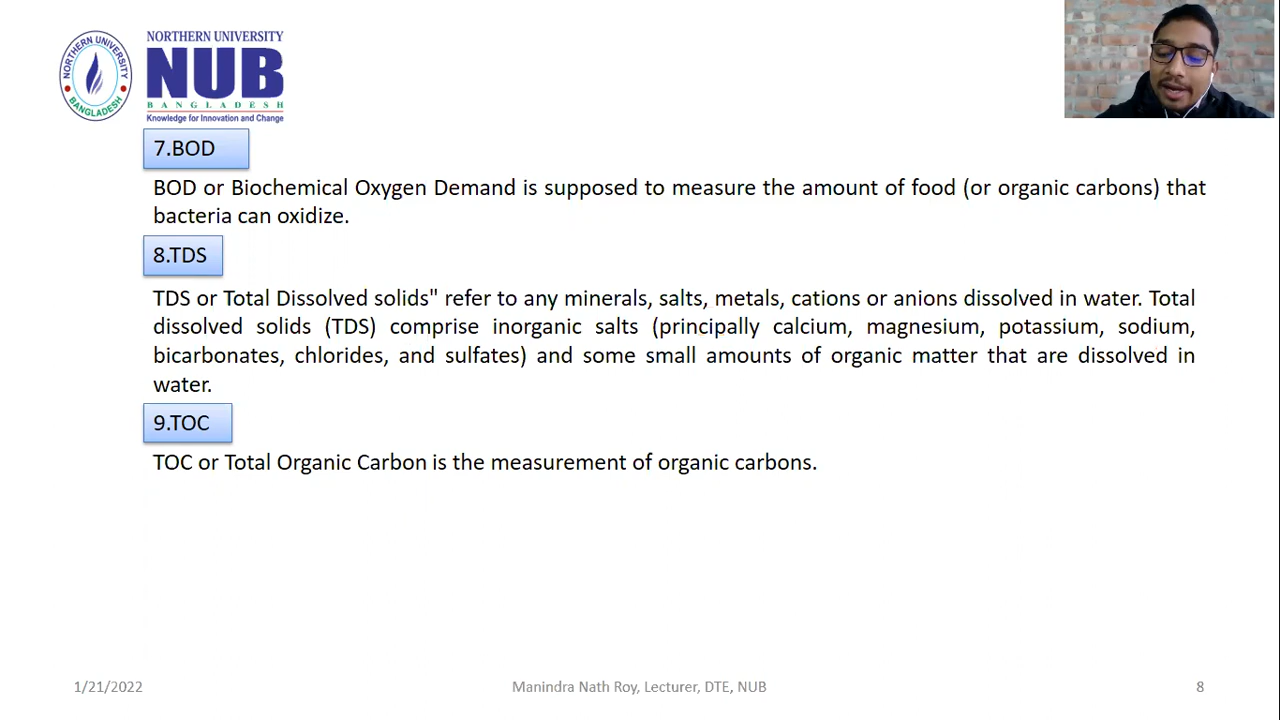 NORTHERN UNIVERSITY
BANGLADESH
NORTHERN UNIVERSITY
NUB
BANGLADESH
Knowledge for Innovation and Change
7.BOD
BOD or Biochemical Oxygen Demand is supposed to measure the amount of food (or organic carbons) that
bacteria can oxidize.
8.TDS
TDS or Total Dissolved solids" refer to any minerals, salts, metals, cations or anions dissolved in water. Total
dissolved solids (TDS) comprise inorganic salts (principally calcium, magnesium, potassium, sodium,
bicarbonates, chlorides, and sulfates) and some small amounts of organic matter that are dissolved in
water.
9.TOC
TOC or Total Organic Carbon is the measurement of organic carbons.
1/21/2022
Manindra Nath Roy, Lecturer, DTE, NUB
8